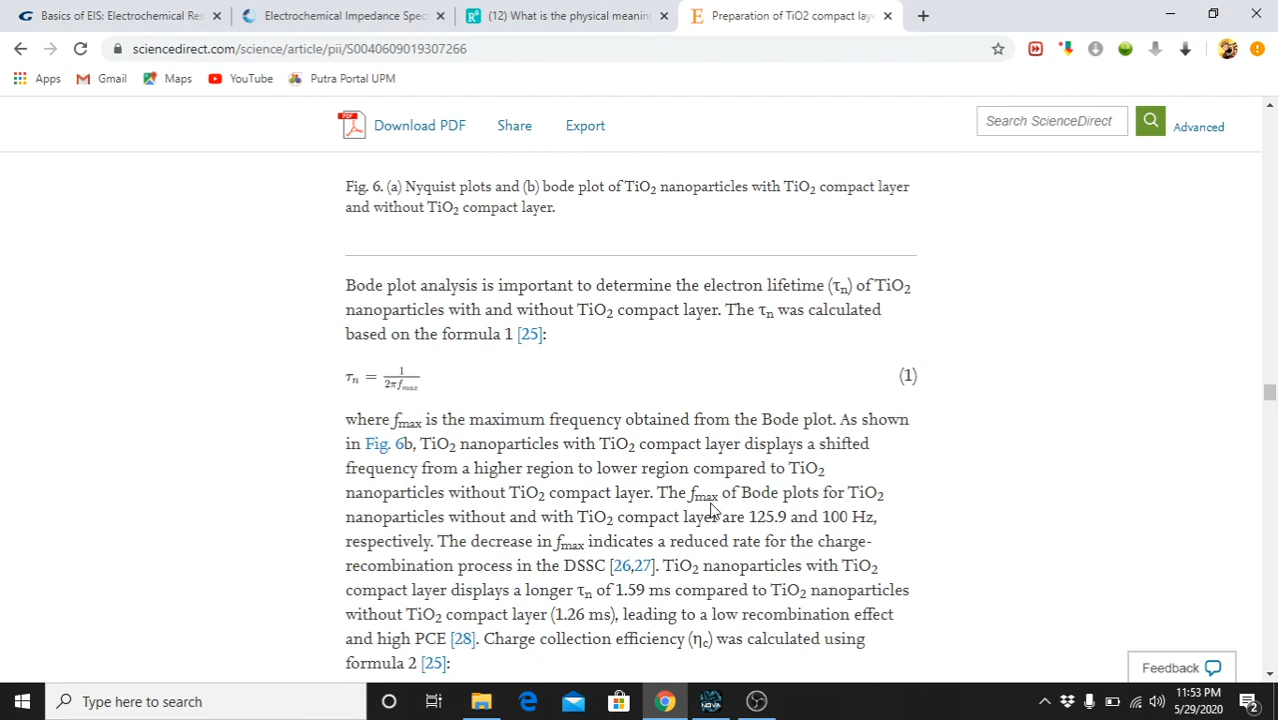 Basics of EIS: Electrochemical Res
Electrochemical Impedance Spec
(12) What is the physical meaning
Preparation of TiO2 compact laye
sciencedirect.com/science/article/pii/S0040609019307266
Apps Gmail Maps YouTube Putra Portal UPM
PDF Download PDF Share Export Search ScienceDirect Advanced
Fig. 6. (a) Nyquist plots and (b) bode plot of TiO₂ nanoparticles with TiO₂ compact layer
and without TiO₂ compact layer.
Bode plot analysis is important to determine the electron lifetime (τn) of TiO₂
nanoparticles with and without TiO₂ compact layer. The τn was calculated
based on the formula 1 [25]:
τn = 1/2πfmax (1)
where fmax is the maximum frequency obtained from the Bode plot. As shown
in Fig. 6b, TiO₂ nanoparticles with TiO₂ compact layer displays a shifted
frequency from a higher region to lower region compared to TiO₂
nanoparticles without TiO₂ compact layer. The fmax of Bode plots for TiO₂
nanoparticles without and with TiO₂ compact layer are 125.9 and 100 Hz,
respectively. The decrease in fmax indicates a reduced rate for the charge-
recombination process in the DSSC [26,27]. TiO₂ nanoparticles with TiO₂
compact layer displays a longer τn of 1.59 ms compared to TiO₂ nanoparticles
without TiO₂ compact layer (1.26 ms), leading to a low recombination effect
and high PCE [28]. Charge collection efficiency (ηc) was calculated using
formula 2 [25]:
Feedback
Type here to search
NOVA
11:53 PM
5/29/2020
2